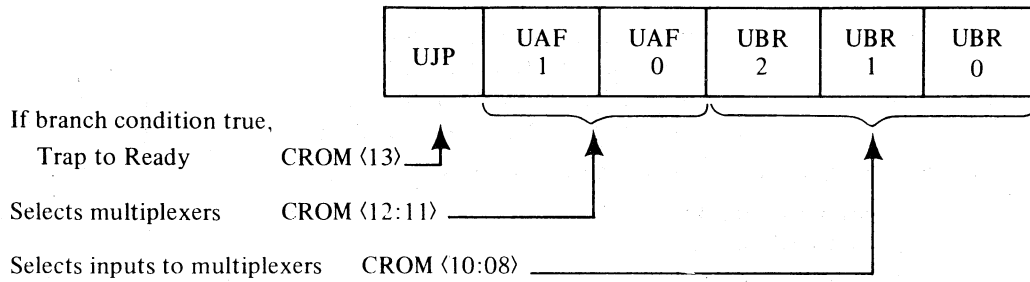 UJP UAF 1 UAF 0 UBR 2 UBR 1 UBR 0
If branch condition true,
Trap to Ready CROM ⟨13⟩
Selects multiplexers CROM ⟨12:11⟩
Selects inputs to multiplexers CROM ⟨10:08⟩